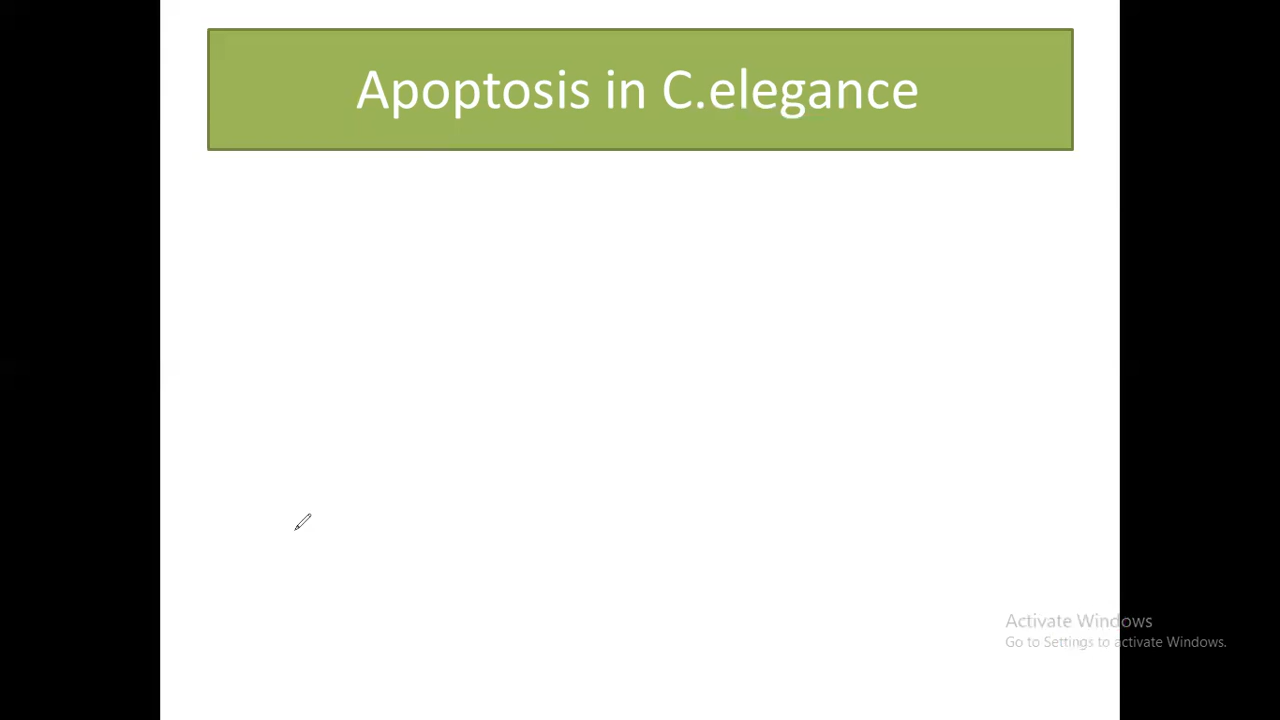 Apoptosis in C.elegance
Activate Windows
Go to Settings to activate Windows.